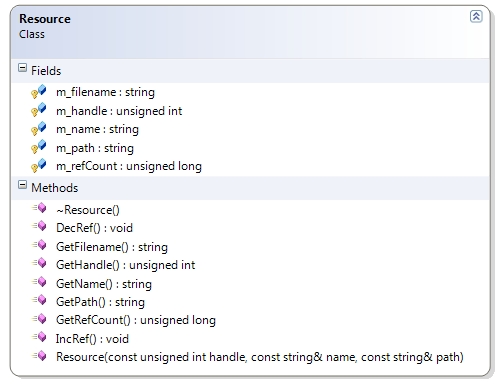 Resource
Class
Fields
m_filename : string
m_handle : unsigned int
m_name : string
m_path : string
m_refCount : unsigned long
Methods
~Resource()
DecRef() : void
GetFilename() : string
GetHandle() : unsigned int
GetName() : string
GetPath() : string
GetRefCount() : unsigned long
IncRef() : void
Resource(const unsigned int handle, const string& name, const string& path)